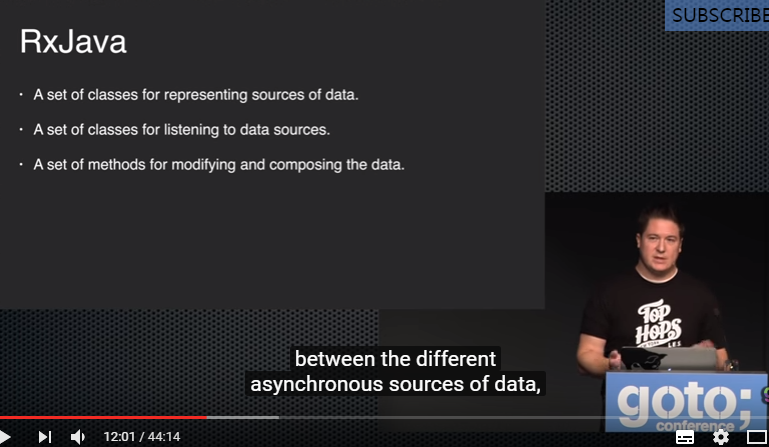 SUBSCRIBE
RxJava
· A set of classes for representing sources of data.
· A set of classes for listening to data sources.
· A set of methods for modifying and composing the data.
TOP
HOPS
between the different
asynchronous sources of data,
goto;
conference
12:01 / 44:14